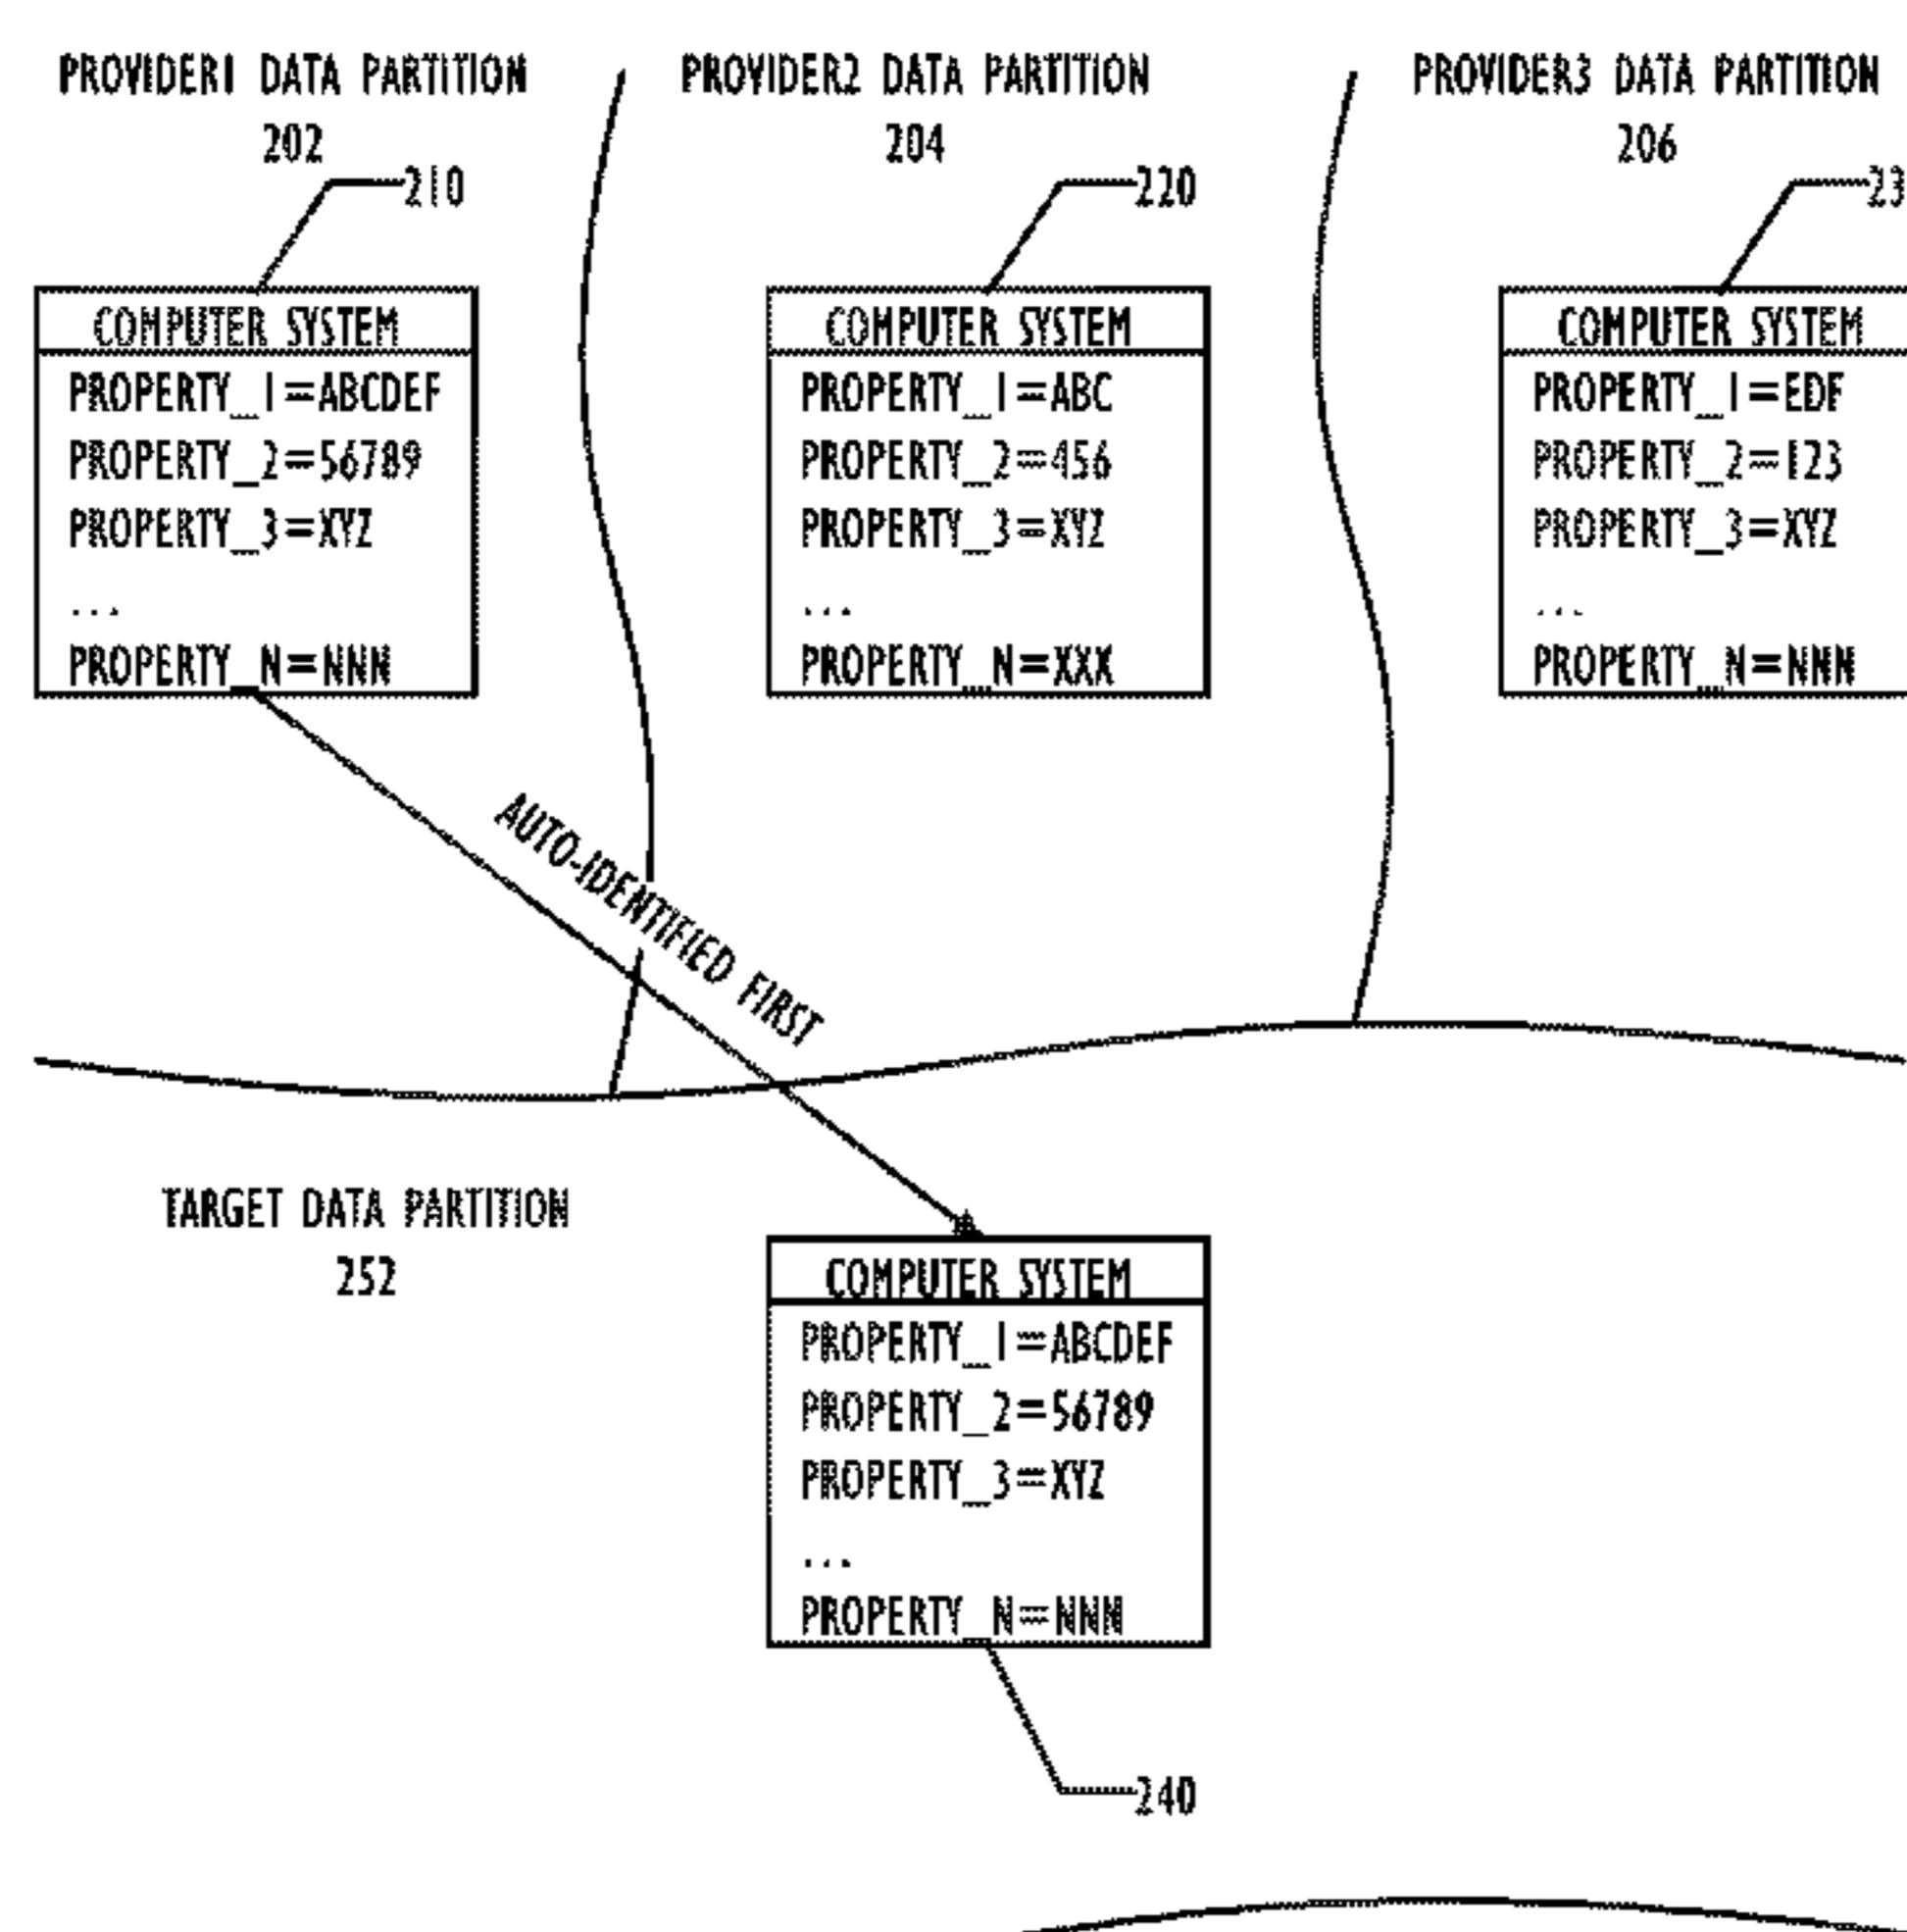 PROVIDER1 DATA PARTITION
202
210
COMPUTER SYSTEM
PROPERTY_1=ABCDEF
PROPERTY_2=56789
PROPERTY_3=XYZ
...
PROPERTY_N=NNN
PROVIDER2 DATA PARTITION
204
220
COMPUTER SYSTEM
PROPERTY_1=ABC
PROPERTY_2=456
PROPERTY_3=XYZ
...
PROPERTY_N=XXX
PROVIDER3 DATA PARTITION
206
COMPUTER SYSTEM
PROPERTY_1=EDF
PROPERTY_2=123
PROPERTY_3=XYZ
...
PROPERTY_N=NNN
AUTO-IDENTIFIED FIRST
TARGET DATA PARTITION
252
COMPUTER SYSTEM
PROPERTY_1=ABCDEF
PROPERTY_2=56789
PROPERTY_3=XYZ
...
PROPERTY_N=NNN
240